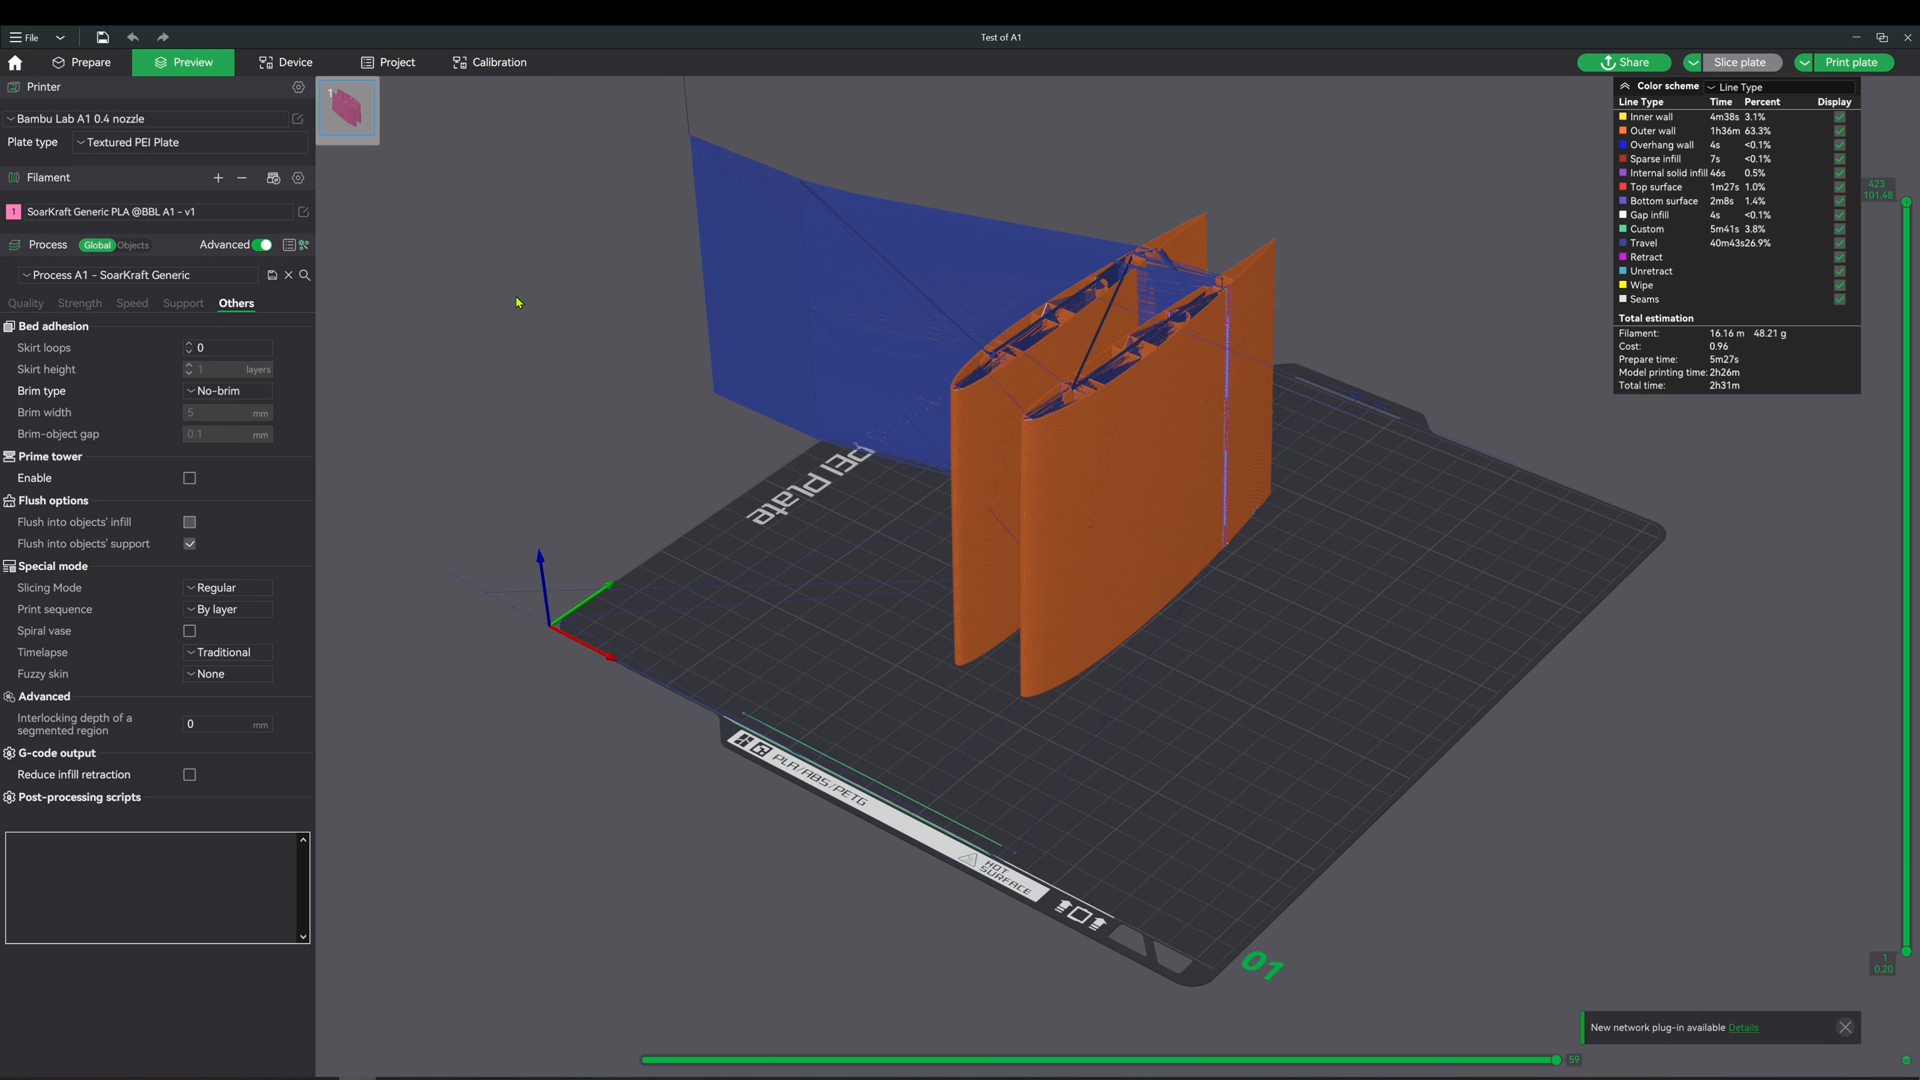 File
Test of A1
Prepare
Preview
Device
Project
Calibration
Share
Slice plate
Print plate
Printer
Bambu Lab A1 0.4 nozzle
Plate type
Textured PEI Plate
Filament
1
SoarKraft Generic PLA @BBL A1 - v1
Process
Global
Objects
Advanced
Process A1 - SoarKraft Generic
Quality
Strength
Speed
Support
Others
Bed adhesion
Skirt loops
0
Skirt height
1
layers
Brim type
No-brim
Brim width
5
mm
Brim-object gap
0.1
mm
Prime tower
Enable
Flush options
Flush into objects' infill
Flush into objects' support
Special mode
Slicing Mode
Regular
Print sequence
By layer
Spiral vase
Timelapse
Traditional
Fuzzy skin
None
Advanced
Interlocking depth of a
segmented region
0
mm
G-code output
Reduce infill retraction
Post-processing scripts
1
PEI Plate
PLA/ABS/PETG
HOT
SURFACE
01
Color scheme
Line Type
Line Type Time Percent Display
Inner wall 4m38s 3.1%
Outer wall 1h36m 63.3%
Overhang wall 4s <0.1%
Sparse infill 7s <0.1%
Internal solid infill 46s 0.5%
Top surface 1m27s 1.0%
Bottom surface 2m8s 1.4%
Gap infill 4s <0.1%
Custom 5m41s 3.8%
Travel 40m43s 26.9%
Retract
Unretract
Wipe
Seams
Total estimation
Filament: 16.16 m 48.21 g
Cost: 0.96
Prepare time: 5m27s
Model printing time: 2h26m
Total time: 2h31m
423
101.48
1
0.20
New network plug-in available Details
59